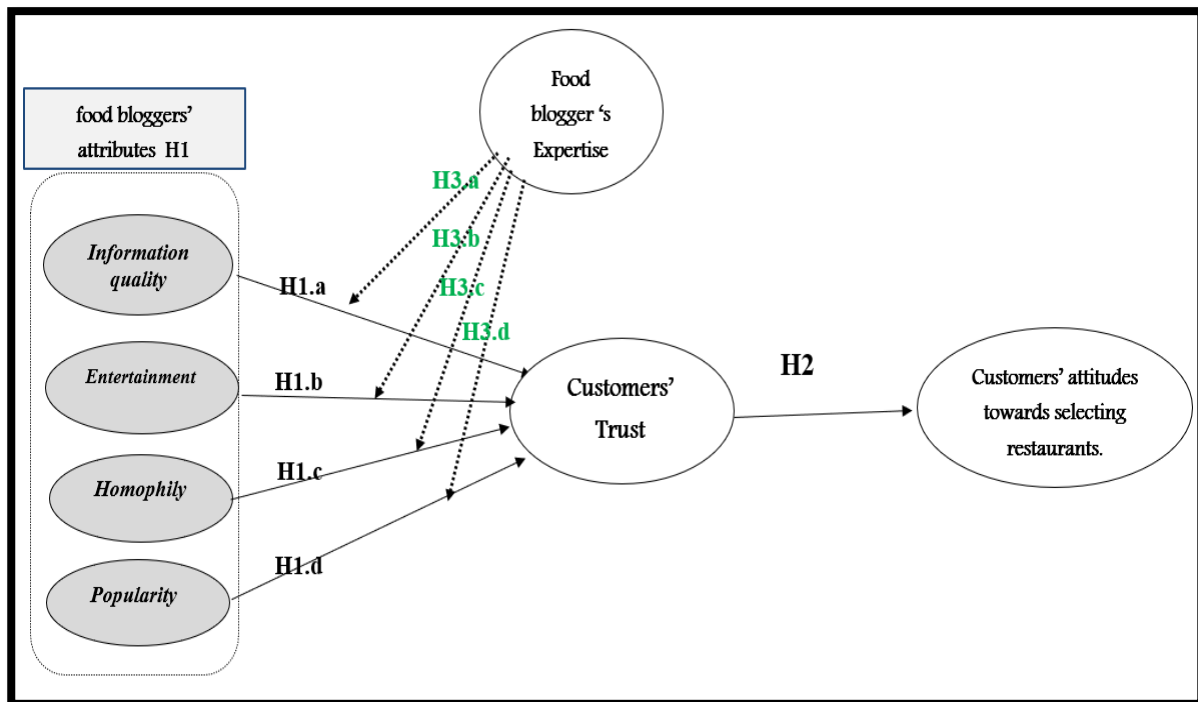 Food
blogger ‘s
Expertise
food bloggers’
attributes H1
H3.a
Information
quality
H3.b
H1.a
H3.c
H3.d
Entertainment
H1.b
Customers’
Trust
H2
Customers’ attitudes
towards selecting
restaurants.
Homophily
H1.c
H1.d
Popularity